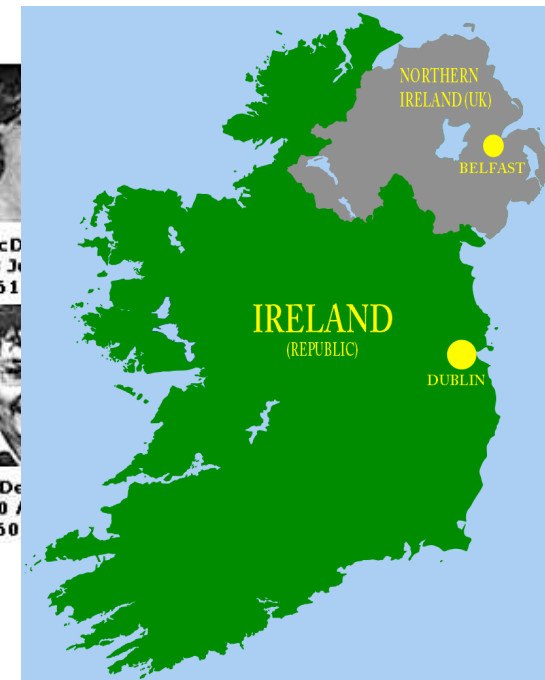 NORTHERN
IRELAND (UK)
BELFAST
IRELAND
(REPUBLIC)
DUBLIN